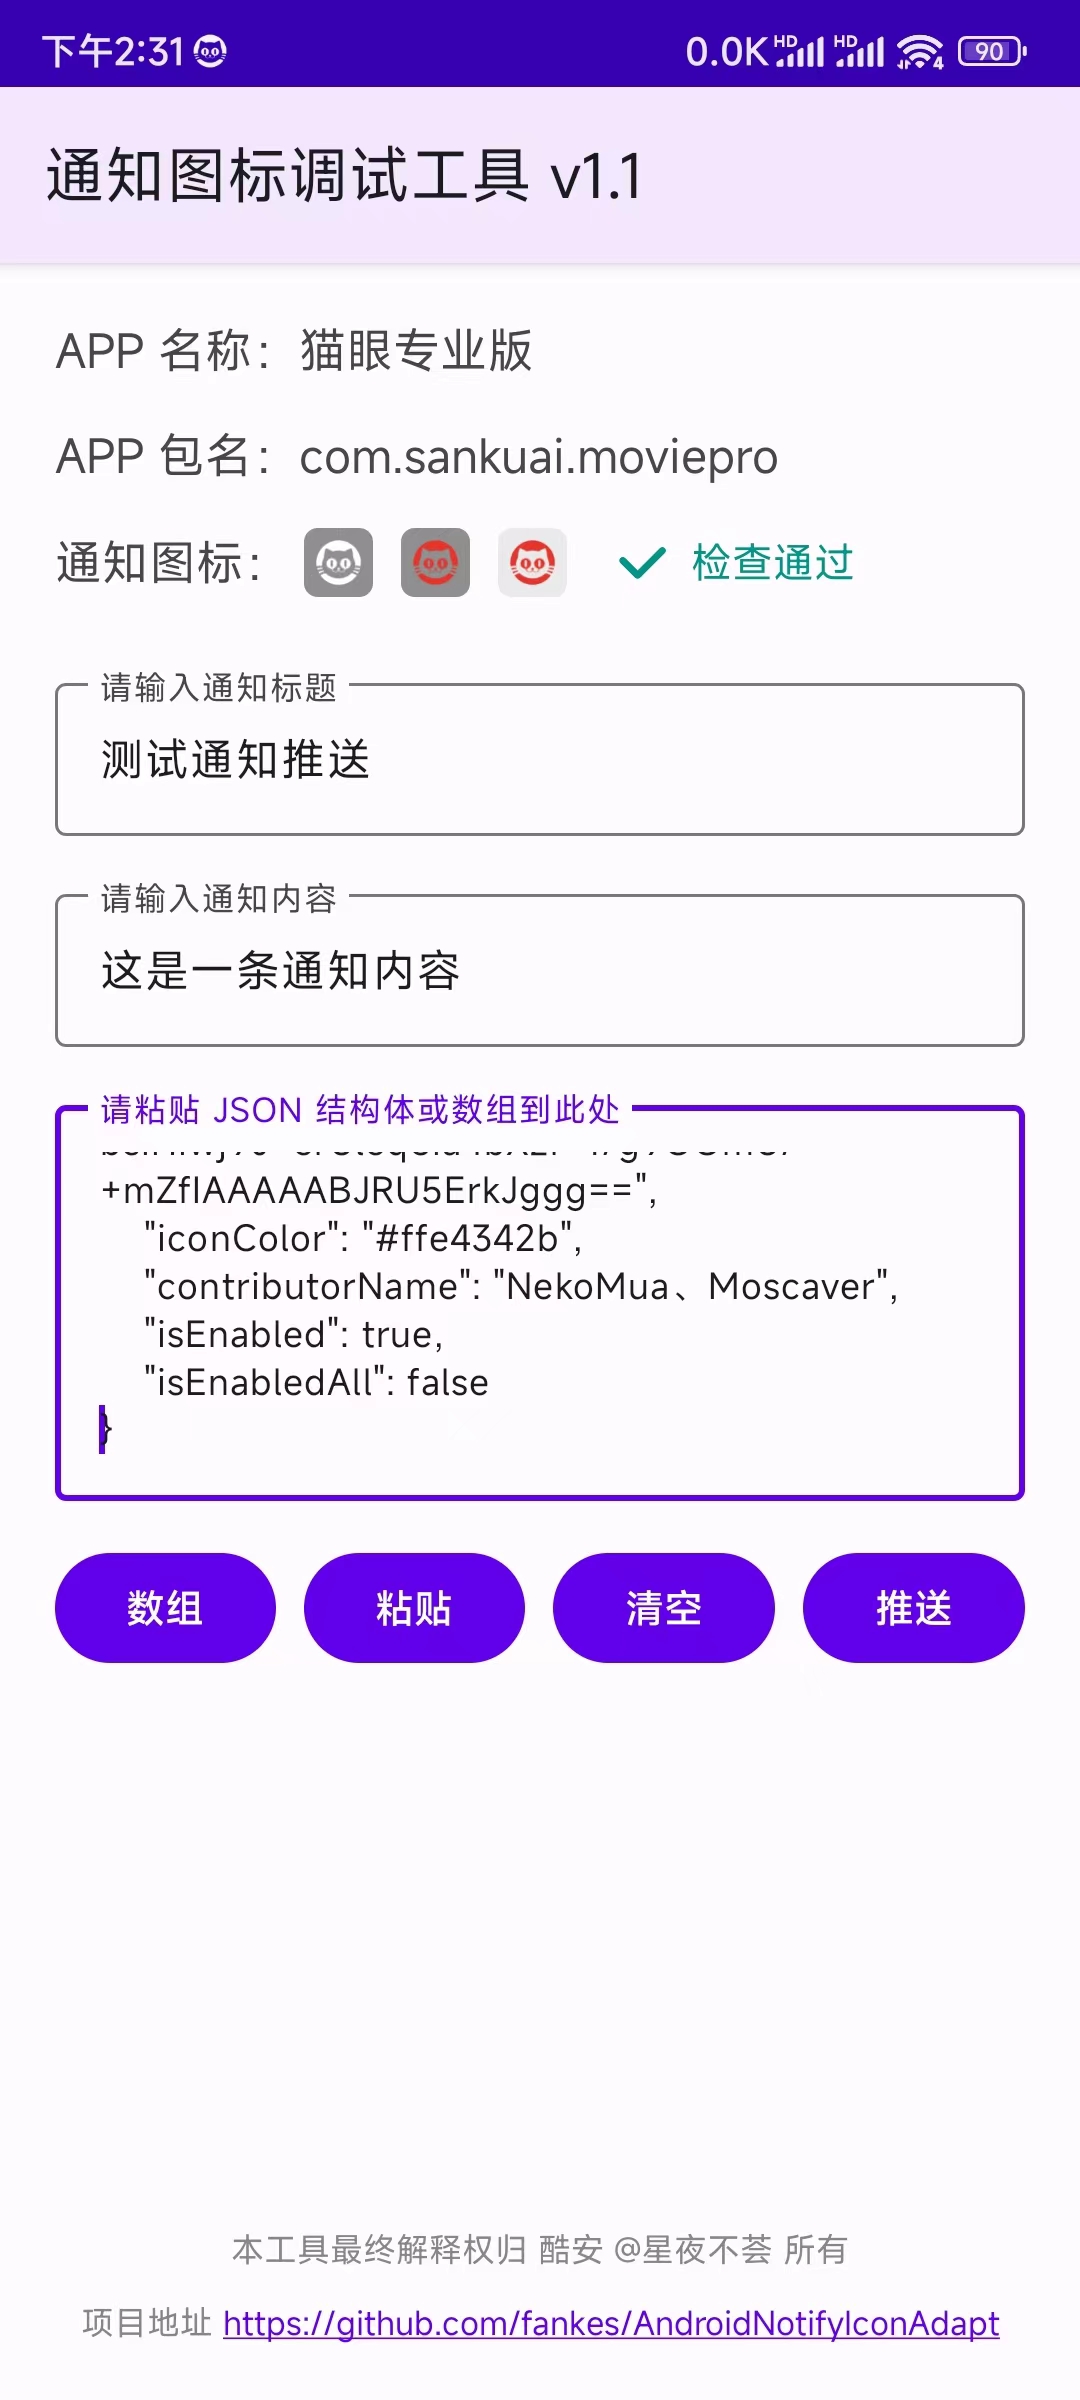 下午2:31
0.0K HD HD 4 90
通知图标调试工具 v1.1
APP 名称：猫眼专业版
APP 包名：com.sankuai.moviepro
通知图标：
检查通过
请输入通知标题
测试通知推送
请输入通知内容
这是一条通知内容
请粘贴 JSON 结构体或数组到此处
+mZfIAAAAABJRU5ErkJggg==",
"iconColor": "#ffe4342b",
"contributorName": "NekoMua、Moscaver",
"isEnabled": true,
"isEnabledAll": false
}
数组
粘贴
清空
推送
本工具最终解释权归 酷安 @星夜不荟 所有
项目地址 https://github.com/fankes/AndroidNotifyIconAdapt